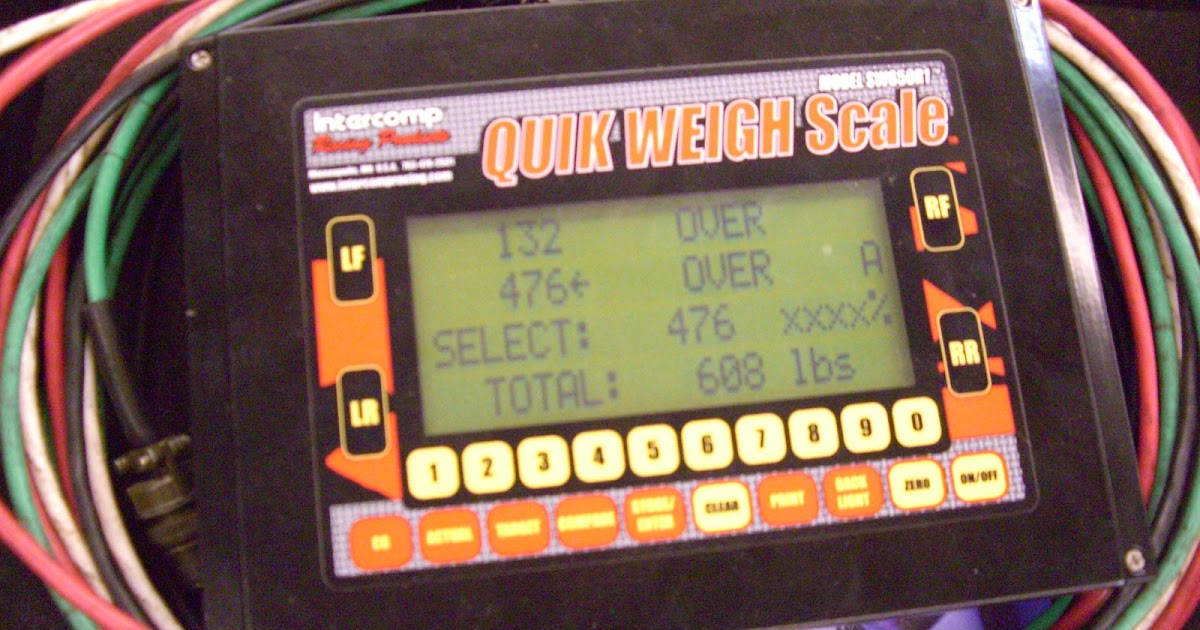 MODEL SW650RT
Intercomp
Racing Products
QUIK WEIGH Scale
www.intercompracing.com
LF
RF
132 OVER
476← OVER A
SELECT: 476 xxxx%
TOTAL: 608 lbs
LR
RR
1 2 3 4 5 6 7 8 9 0
CG ACTUAL TARGET COMPARE STORE/ENTER CLEAR PRINT BACK LIGHT ZERO ON/OFF